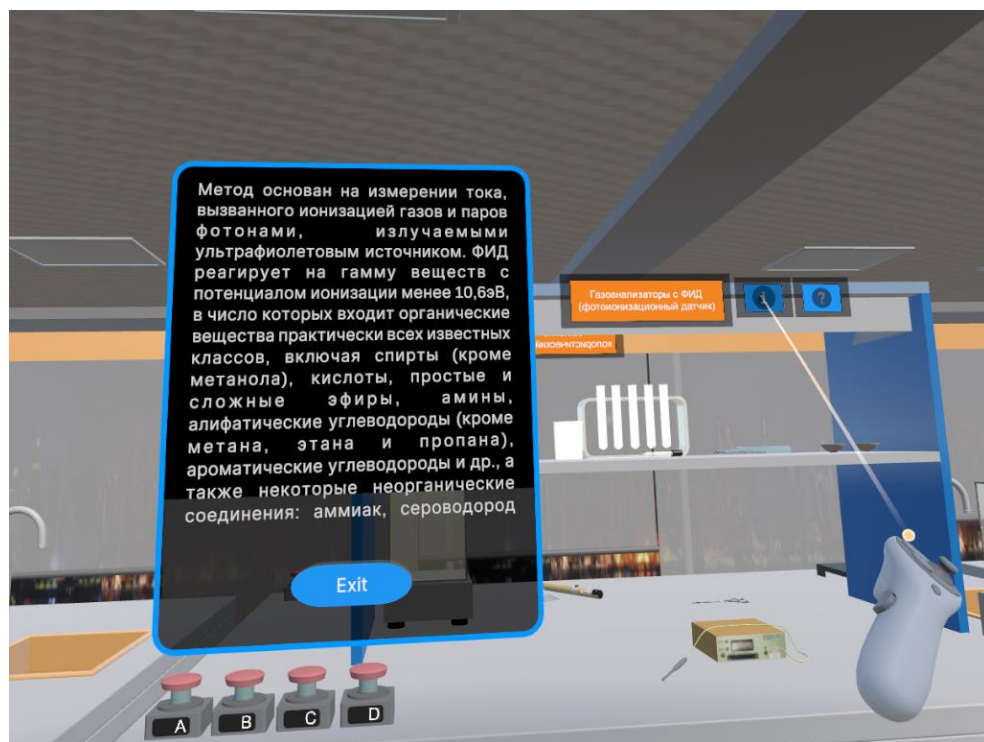 Метод основан на измерении тока,
вызванного ионизацией газов и паров
фотонами, излучаемыми
ультрафиолетовым источником. ФИД
реагирует на гамму веществ с
потенциалом ионизации менее 10,6эВ,
в число которых входит органические
вещества практически всех известных
классов, включая спирты (кроме
метанола), кислоты, простые и
сложные эфиры, амины,
алифатические углеводороды (кроме
метана, этана и пропана),
ароматические углеводороды и др., а
также некоторые неорганические
соединения: аммиак, сероводород
Exit
Газоанализаторы с ФИД
(фотоионизационный датчик)
i
?
A
B
C
D